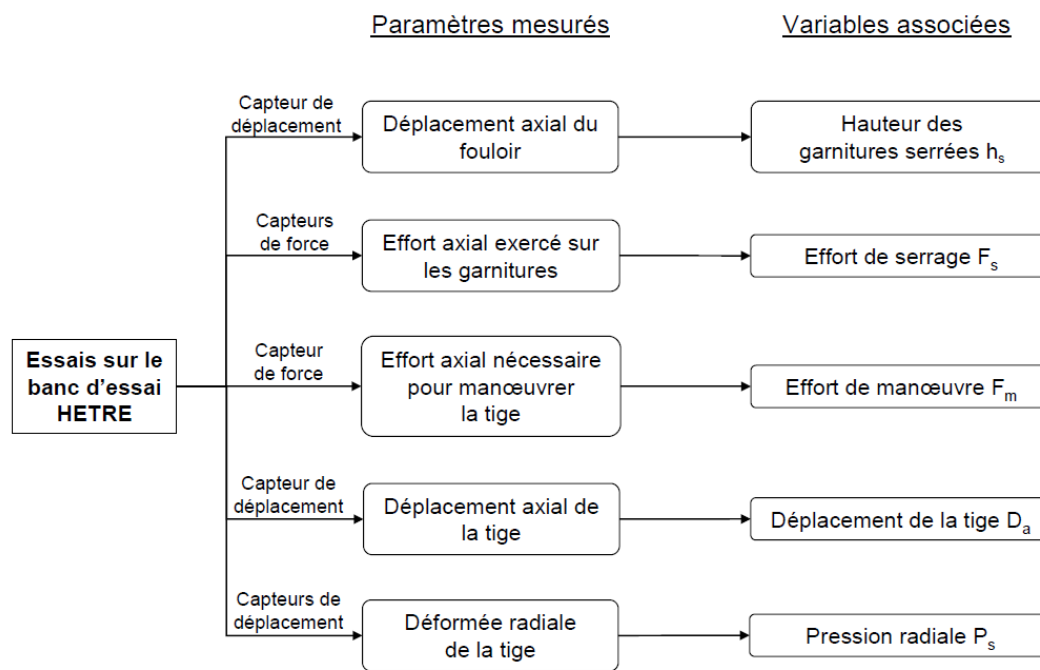 Paramètres mesurés
Variables associées
Capteur de
déplacement
Déplacement axial du
fouloir
Hauteur des
garnitures serrées hₛ
Capteurs
de force
Effort axial exercé sur
les garnitures
Effort de serrage Fₛ
Essais sur le
banc d'essai
HETRE
Capteur
de force
Effort axial nécessaire
pour manœuvrer
la tige
Effort de manœuvre Fₘ
Capteur de
déplacement
Déplacement axial de
la tige
Déplacement de la tige Dₐ
Capteurs de
déplacement
Déformée radiale
de la tige
Pression radiale Pₛ